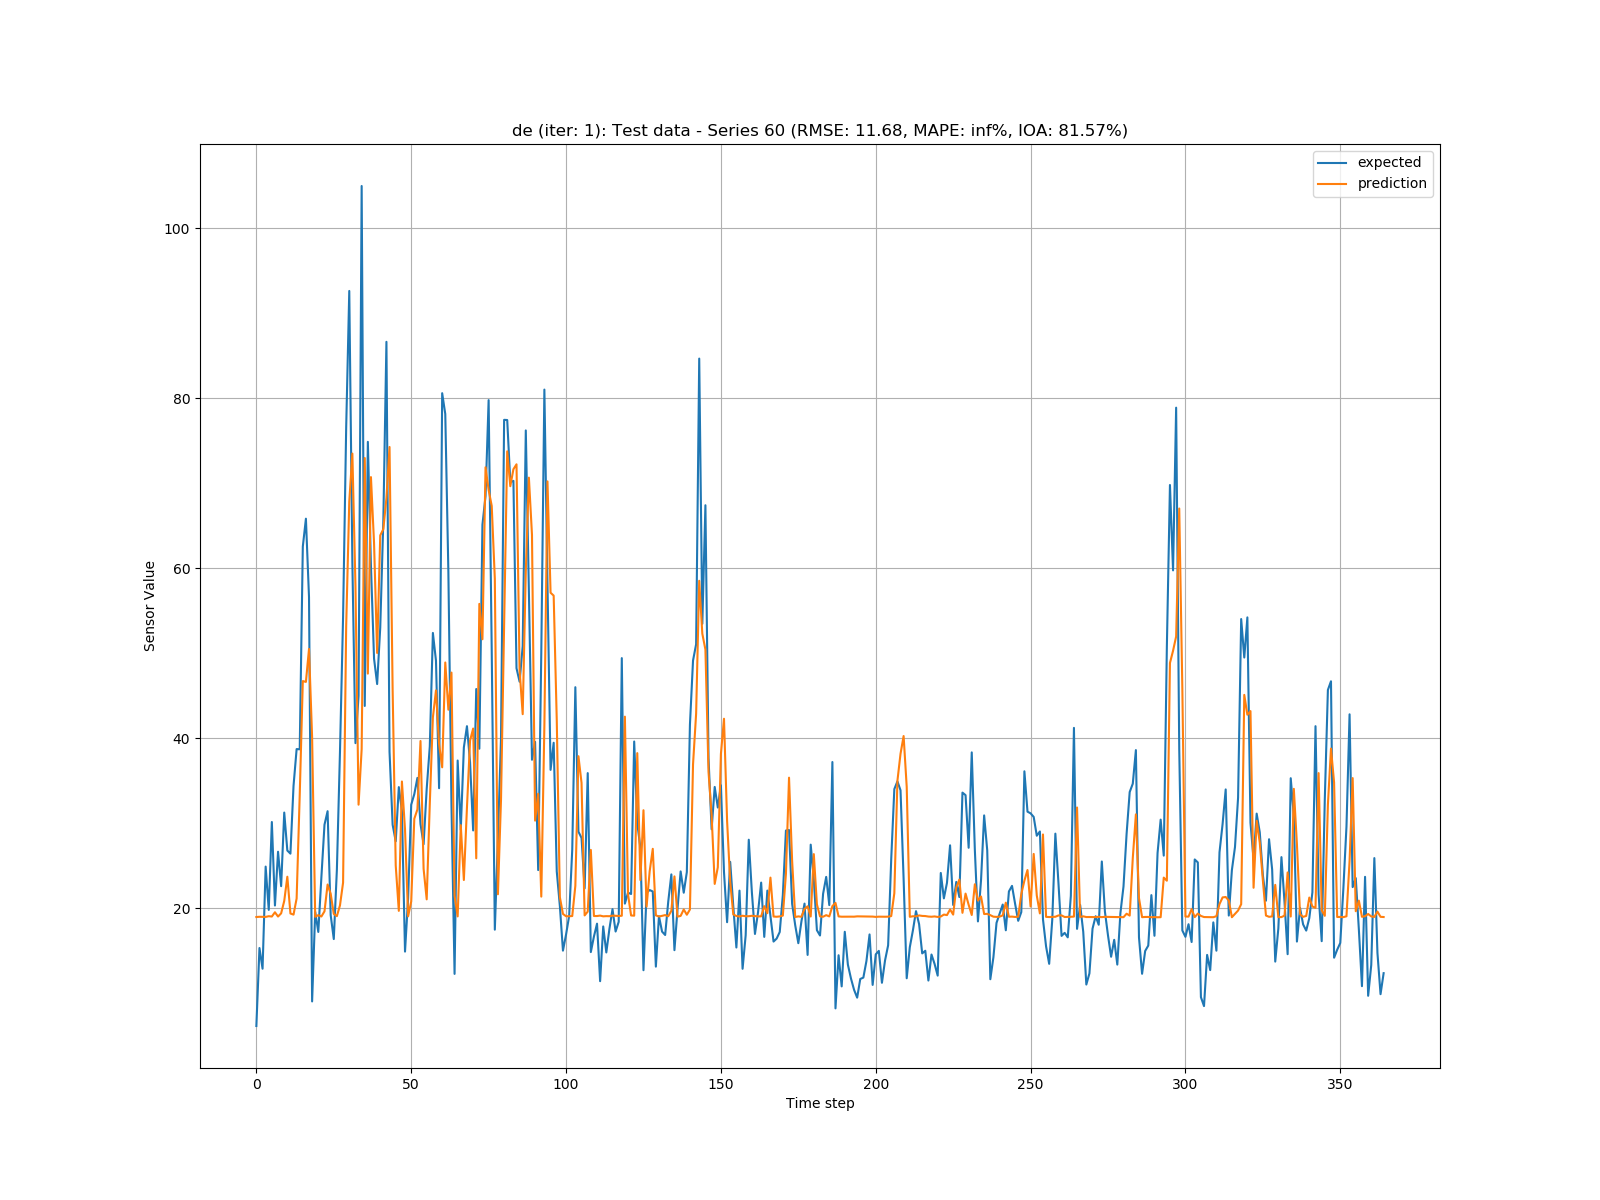 de (iter: 1): Test data - Series 60 (RMSE: 11.68, MAPE: inf%, IOA: 81.57%)
expected
prediction
100
80
60
40
20
Sensor Value
0 50 100 150 200 250 300 350
Time step